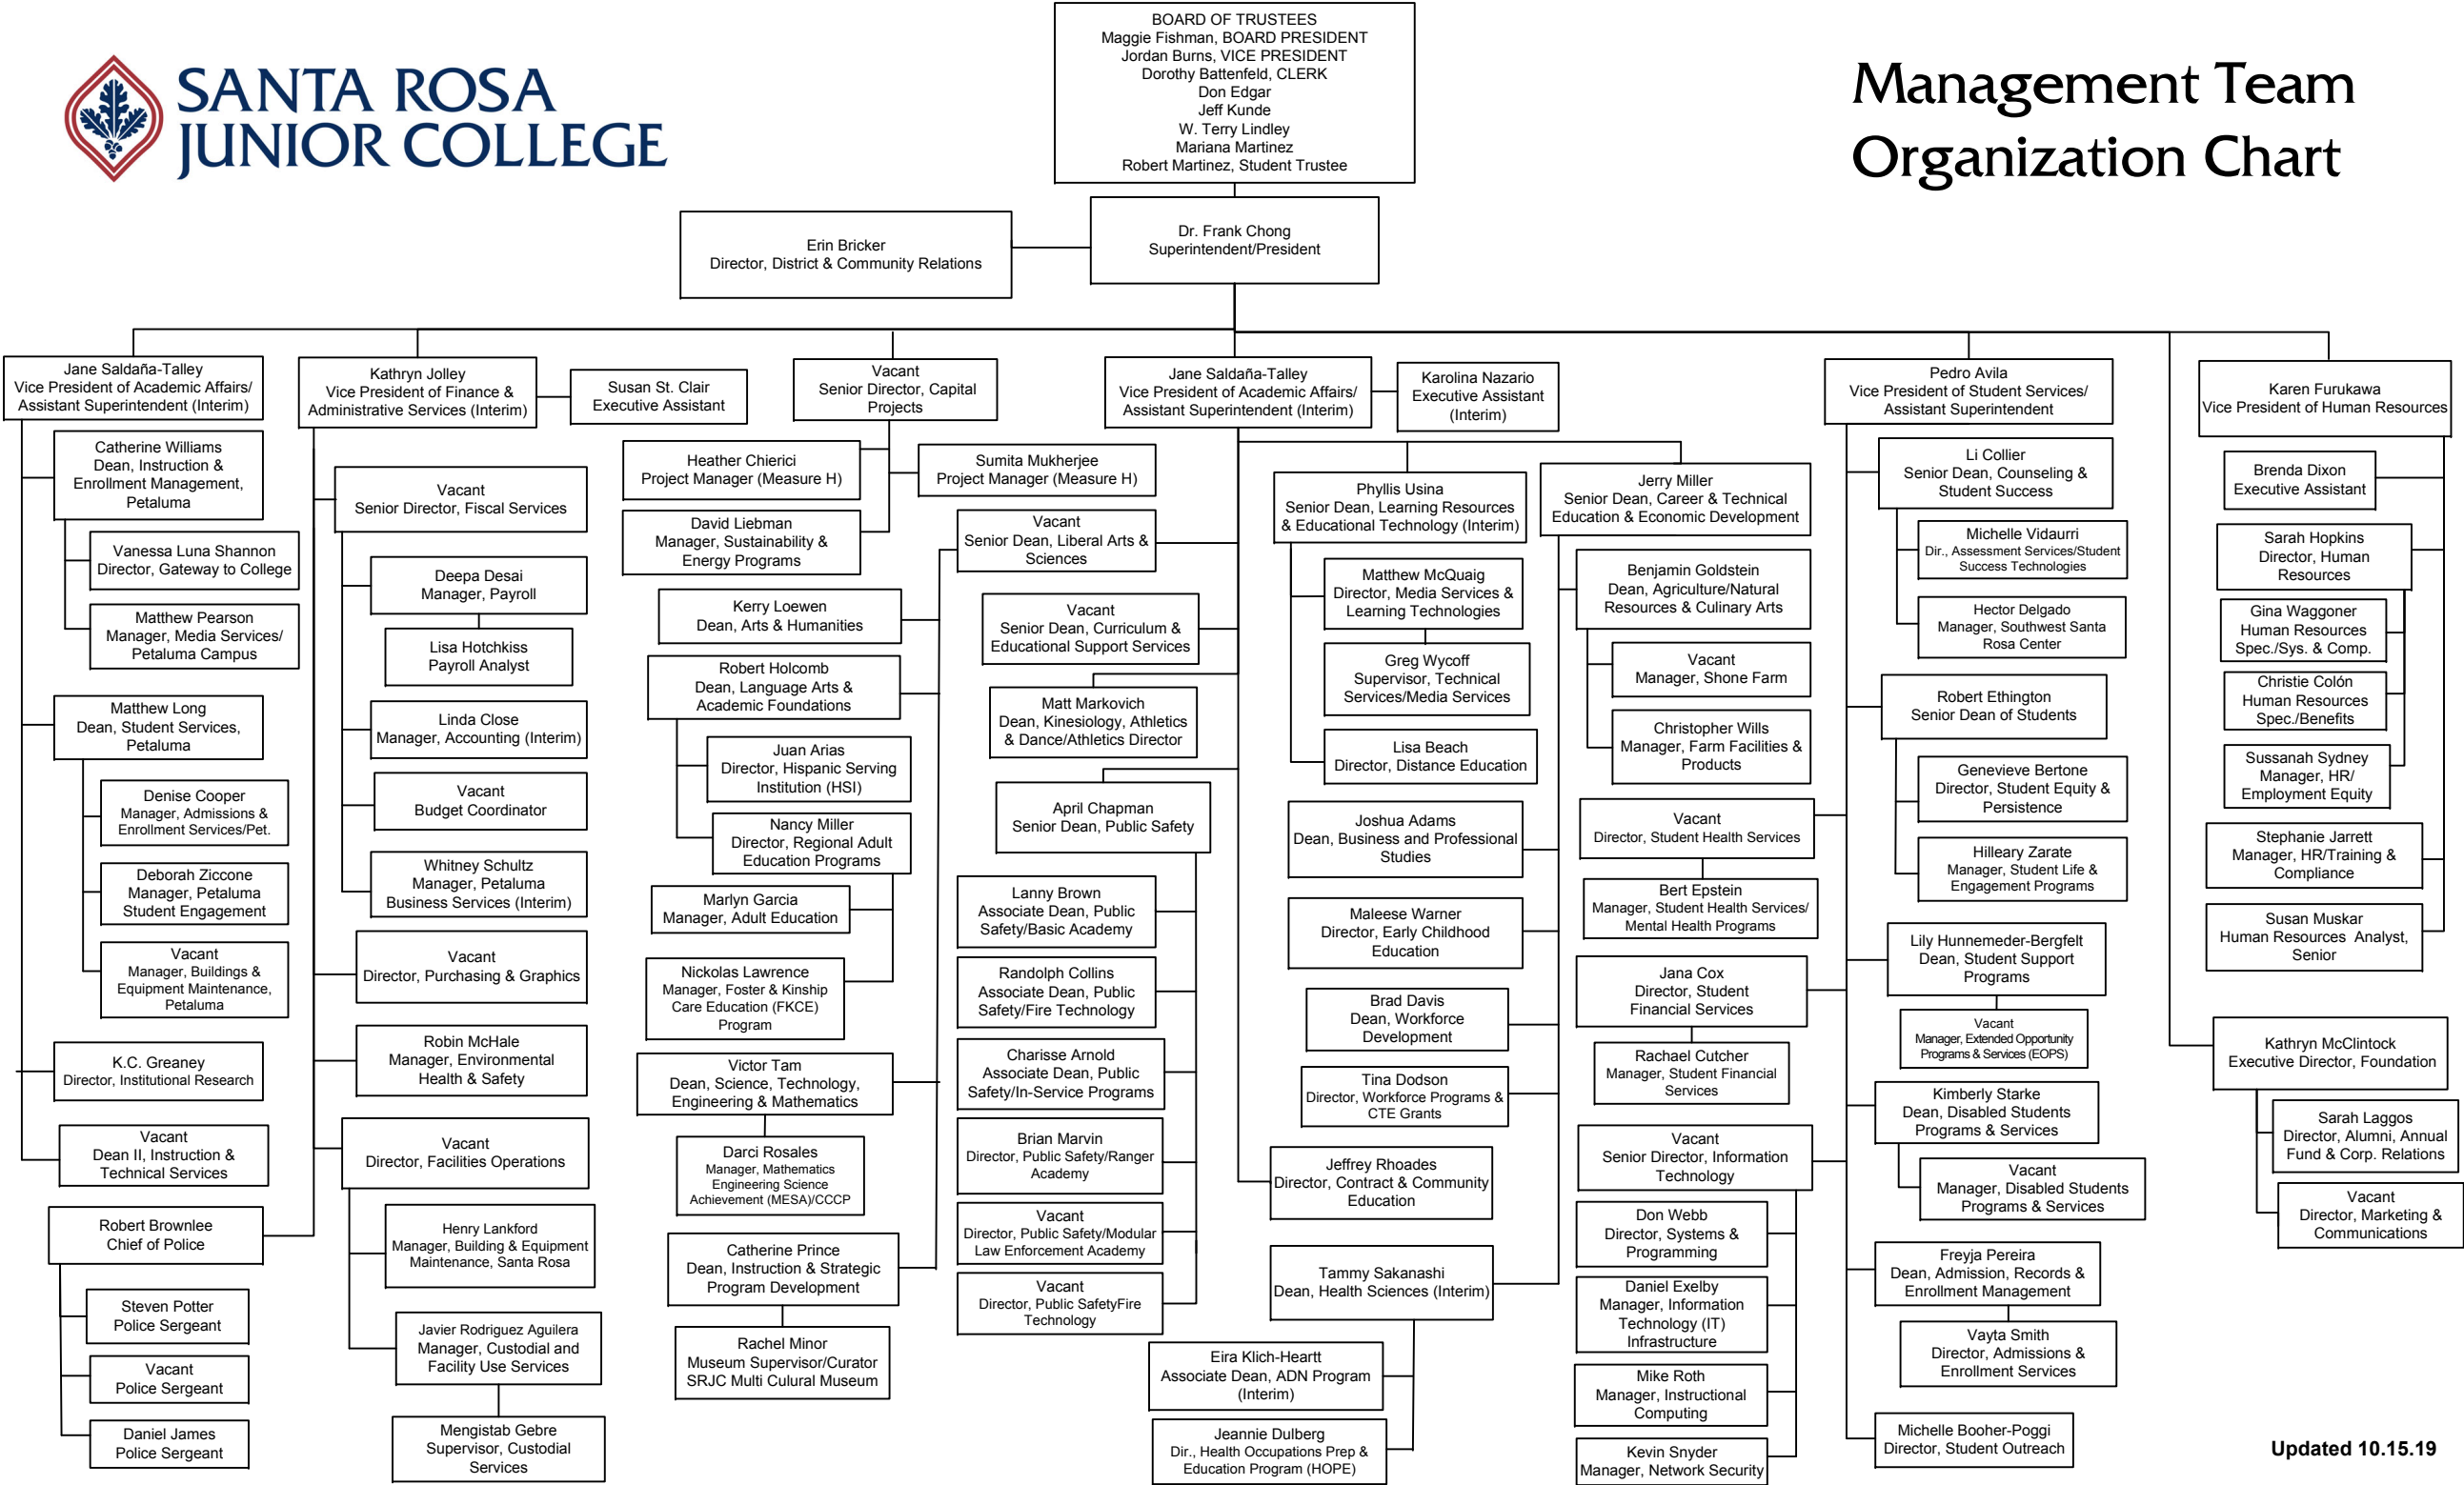 SANTA ROSA
JUNIOR COLLEGE
Management Team
Organization Chart
BOARD OF TRUSTEES
Maggie Fishman, BOARD PRESIDENT
Jordan Burns, VICE PRESIDENT
Dorothy Battenfeld, CLERK
Don Edgar
Jeff Kunde
W. Terry Lindley
Mariana Martinez
Robert Martinez, Student Trustee
Dr. Frank Chong
Superintendent/President
Erin Bricker
Director, District & Community Relations
Jane Saldaña-Talley
Vice President of Academic Affairs/
Assistant Superintendent (Interim)
Catherine Williams
Dean, Instruction &
Enrollment Management,
Petaluma
Vanessa Luna Shannon
Director, Gateway to College
Matthew Pearson
Manager, Media Services/
Petaluma Campus
Matthew Long
Dean, Student Services,
Petaluma
Denise Cooper
Manager, Admissions &
Enrollment Services/Pet.
Deborah Ziccone
Manager, Petaluma
Student Engagement
Vacant
Manager, Buildings &
Equipment Maintenance,
Petaluma
K.C. Greaney
Director, Institutional Research
Vacant
Dean II, Instruction &
Technical Services
Robert Brownlee
Chief of Police
Steven Potter
Police Sergeant
Vacant
Police Sergeant
Daniel James
Police Sergeant
Kathryn Jolley
Vice President of Finance &
Administrative Services (Interim)
Susan St. Clair
Executive Assistant
Vacant
Senior Director, Fiscal Services
Deepa Desai
Manager, Payroll
Lisa Hotchkiss
Payroll Analyst
Linda Close
Manager, Accounting (Interim)
Vacant
Budget Coordinator
Whitney Schultz
Manager, Petaluma
Business Services (Interim)
Vacant
Director, Purchasing & Graphics
Robin McHale
Manager, Environmental
Health & Safety
Vacant
Director, Facilities Operations
Henry Lankford
Manager, Building & Equipment
Maintenance, Santa Rosa
Javier Rodriguez Aguilera
Manager, Custodial and
Facility Use Services
Mengistab Gebre
Supervisor, Custodial
Services
Vacant
Senior Director, Capital
Projects
Heather Chierici
Project Manager (Measure H)
Sumita Mukherjee
Project Manager (Measure H)
David Liebman
Manager, Sustainability &
Energy Programs
Vacant
Senior Dean, Liberal Arts &
Sciences
Kerry Loewen
Dean, Arts & Humanities
Robert Holcomb
Dean, Language Arts &
Academic Foundations
Juan Arias
Director, Hispanic Serving
Institution (HSI)
Nancy Miller
Director, Regional Adult
Education Programs
Marlyn Garcia
Manager, Adult Education
Nickolas Lawrence
Manager, Foster & Kinship
Care Education (FKCE)
Program
Victor Tam
Dean, Science, Technology,
Engineering & Mathematics
Darci Rosales
Manager, Mathematics
Engineering Science
Achievement (MESA)/CCCP
Catherine Prince
Dean, Instruction & Strategic
Program Development
Rachel Minor
Museum Supervisor/Curator
SRJC Multi Culural Museum
Jane Saldaña-Talley
Vice President of Academic Affairs/
Assistant Superintendent (Interim)
Karolina Nazario
Executive Assistant
(Interim)
Vacant
Senior Dean, Curriculum &
Educational Support Services
Matt Markovich
Dean, Kinesiology, Athletics
& Dance/Athletics Director
April Chapman
Senior Dean, Public Safety
Lanny Brown
Associate Dean, Public
Safety/Basic Academy
Randolph Collins
Associate Dean, Public
Safety/Fire Technology
Charisse Arnold
Associate Dean, Public
Safety/In-Service Programs
Brian Marvin
Director, Public Safety/Ranger
Academy
Vacant
Director, Public Safety/Modular
Law Enforcement Academy
Vacant
Director, Public SafetyFire
Technology
Phyllis Usina
Senior Dean, Learning Resources
& Educational Technology (Interim)
Matthew McQuaig
Director, Media Services &
Learning Technologies
Greg Wycoff
Supervisor, Technical
Services/Media Services
Lisa Beach
Director, Distance Education
Jerry Miller
Senior Dean, Career & Technical
Education & Economic Development
Benjamin Goldstein
Dean, Agriculture/Natural
Resources & Culinary Arts
Vacant
Manager, Shone Farm
Christopher Wills
Manager, Farm Facilities &
Products
Joshua Adams
Dean, Business and Professional
Studies
Maleese Warner
Director, Early Childhood
Education
Brad Davis
Dean, Workforce
Development
Tina Dodson
Director, Workforce Programs &
CTE Grants
Jeffrey Rhoades
Director, Contract & Community
Education
Tammy Sakanashi
Dean, Health Sciences (Interim)
Eira Klich-Heartt
Associate Dean, ADN Program
(Interim)
Jeannie Dulberg
Dir., Health Occupations Prep &
Education Program (HOPE)
Pedro Avila
Vice President of Student Services/
Assistant Superintendent
Li Collier
Senior Dean, Counseling &
Student Success
Michelle Vidaurri
Dir., Assessment Services/Student
Success Technologies
Hector Delgado
Manager, Southwest Santa
Rosa Center
Robert Ethington
Senior Dean of Students
Genevieve Bertone
Director, Student Equity &
Persistence
Hilleary Zarate
Manager, Student Life &
Engagement Programs
Vacant
Director, Student Health Services
Bert Epstein
Manager, Student Health Services/
Mental Health Programs
Lily Hunnemeder-Bergfelt
Dean, Student Support
Programs
Vacant
Manager, Extended Opportunity
Programs & Services (EOPS)
Jana Cox
Director, Student
Financial Services
Rachael Cutcher
Manager, Student Financial
Services
Kimberly Starke
Dean, Disabled Students
Programs & Services
Vacant
Manager, Disabled Students
Programs & Services
Vacant
Senior Director, Information
Technology
Don Webb
Director, Systems &
Programming
Daniel Exelby
Manager, Information
Technology (IT)
Infrastructure
Mike Roth
Manager, Instructional
Computing
Kevin Snyder
Manager, Network Security
Freyja Pereira
Dean, Admission, Records &
Enrollment Management
Vayta Smith
Director, Admissions &
Enrollment Services
Michelle Booher-Poggi
Director, Student Outreach
Karen Furukawa
Vice President of Human Resources
Brenda Dixon
Executive Assistant
Sarah Hopkins
Director, Human
Resources
Gina Waggoner
Human Resources
Spec./Sys. & Comp.
Christie Colón
Human Resources
Spec./Benefits
Sussanah Sydney
Manager, HR/
Employment Equity
Stephanie Jarrett
Manager, HR/Training &
Compliance
Susan Muskar
Human Resources Analyst,
Senior
Kathryn McClintock
Executive Director, Foundation
Sarah Laggos
Director, Alumni, Annual
Fund & Corp. Relations
Vacant
Director, Marketing &
Communications
Updated 10.15.19